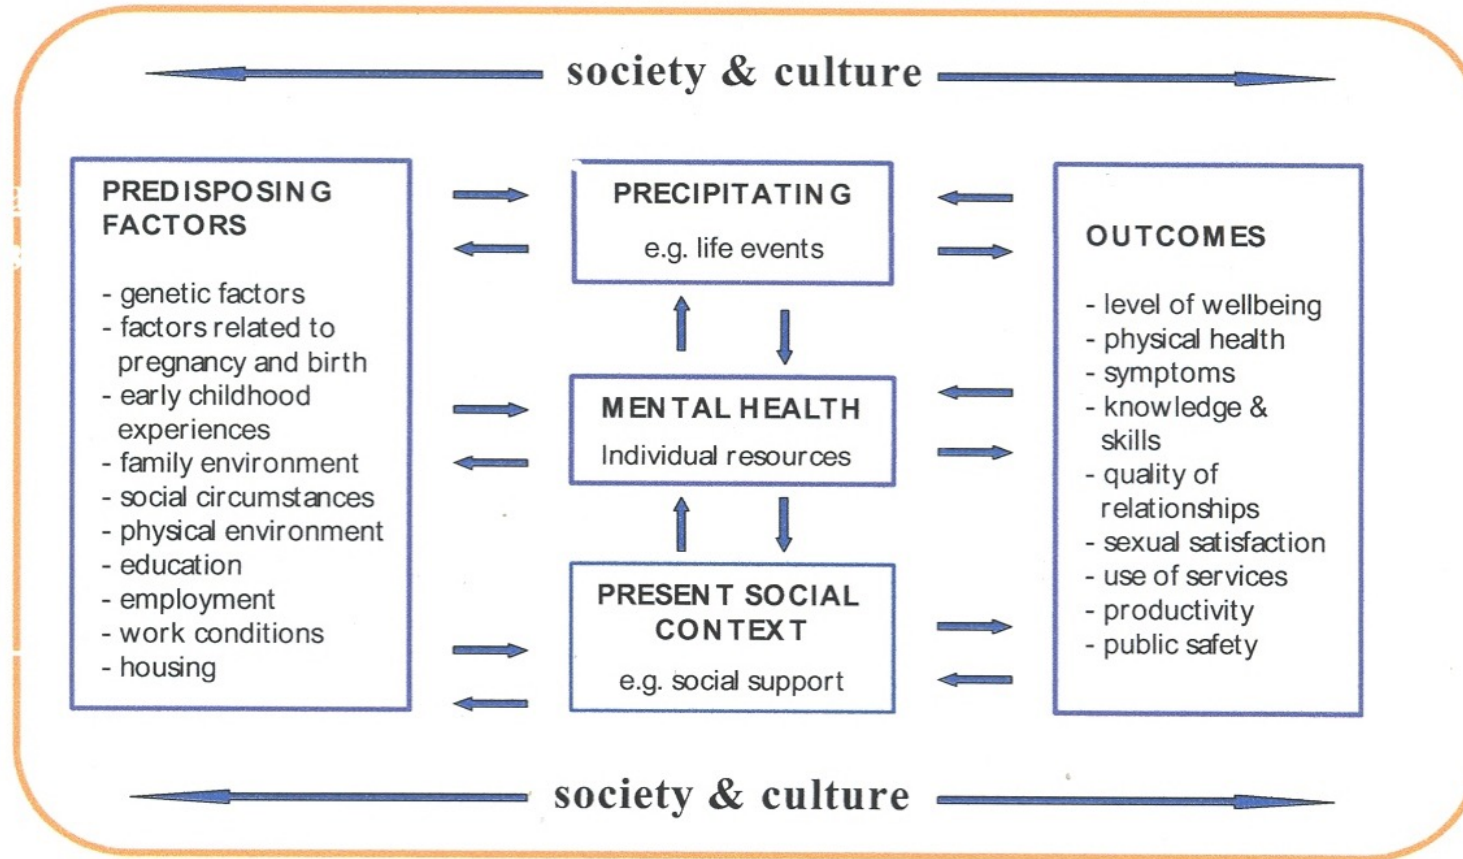 society & culture
PREDISPOSING
FACTORS
- genetic factors
- factors related to
pregnancy and birth
- early childhood
experiences
- family environment
- social circumstances
- physical environment
- education
- employment
- work conditions
- housing
PRECIPITATING
e.g. life events
MENTAL HEALTH
Individual resources
PRESENT SOCIAL
CONTEXT
e.g. social support
OUTCOMES
- level of wellbeing
- physical health
- symptoms
- knowledge &
skills
- quality of
relationships
- sexual satisfaction
- use of services
- productivity
- public safety
society & culture